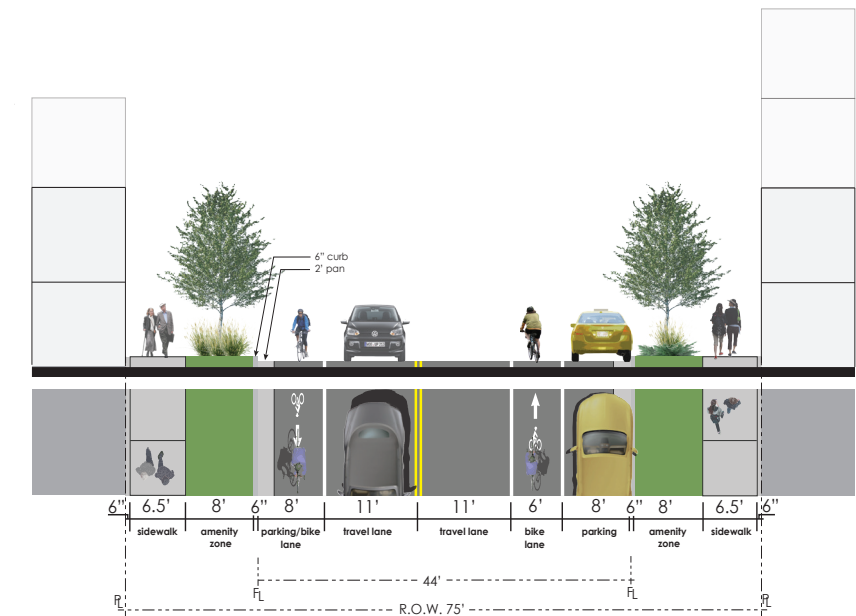 6" curb
2' pan
6" 6.5' 8' 6" 8' 11' 11' 6' 8' 6" 8' 6.5' 6"
sidewalk amenity zone parking/bike lane travel lane travel lane bike lane parking amenity zone sidewalk
44'
FL FL
PL PL
R.O.W. 75'